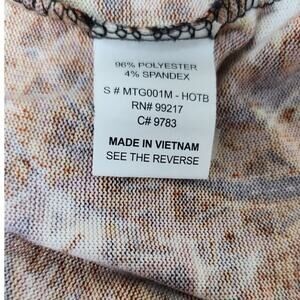 96% POLYESTER
4% SPANDEX
S # MTG001M - HOTB
RN# 99217
C# 9783
MADE IN VIETNAM
SEE THE REVERSE